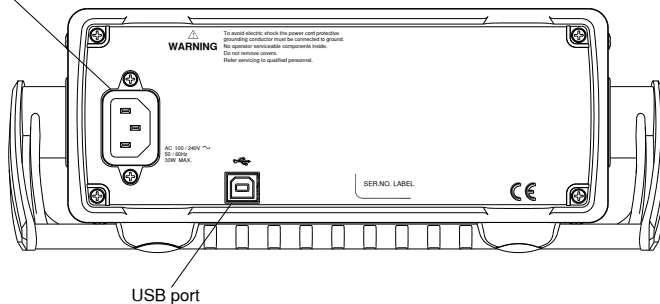 To avoid electric shock the power cord protective
grounding conductor must be connected to ground.
WARNING
No operator serviceable components inside.
Do not remove covers.
Refer servicing to qualified personnel.
AC 100 / 240V ～
50 / 60Hz
30W MAX.
SER.NO. LABEL
CE
USB port